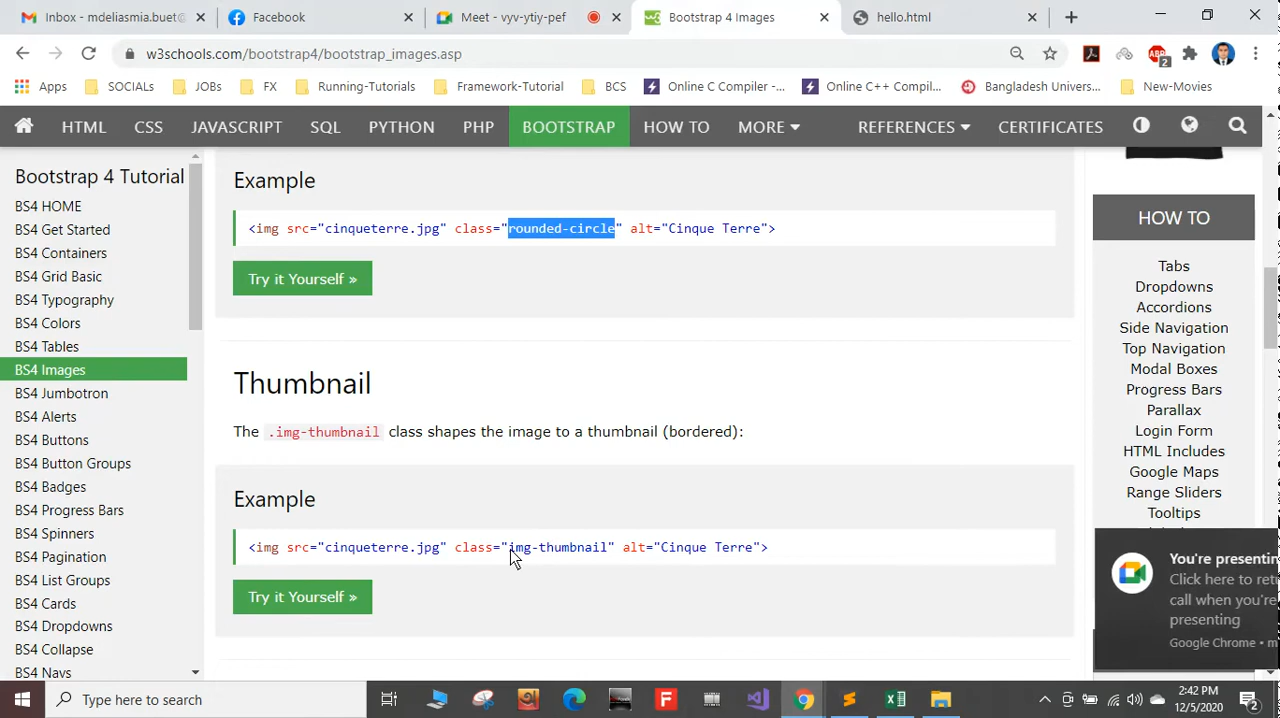 Inbox - mdeliasmia.buet@
Facebook
Meet - vyv-ytiy-pef
Bootstrap 4 Images
hello.html
w3schools.com/bootstrap4/bootstrap_images.asp
Apps
SOCIALs
JOBs
FX
Running-Tutorials
Framework-Tutorial
BCS
Online C Compiler -...
Online C++ Compil...
Bangladesh Univers...
New-Movies
HTML
CSS
JAVASCRIPT
SQL
PYTHON
PHP
BOOTSTRAP
HOW TO
MORE
REFERENCES
CERTIFICATES
Bootstrap 4 Tutorial
BS4 HOME
BS4 Get Started
BS4 Containers
BS4 Grid Basic
BS4 Typography
BS4 Colors
BS4 Tables
BS4 Images
BS4 Jumbotron
BS4 Alerts
BS4 Buttons
BS4 Button Groups
BS4 Badges
BS4 Progress Bars
BS4 Spinners
BS4 Pagination
BS4 List Groups
BS4 Cards
BS4 Dropdowns
BS4 Collapse
BS4 Navs
Example
<img src="cinqueterre.jpg" class="rounded-circle" alt="Cinque Terre">
Try it Yourself »
Thumbnail
The .img-thumbnail class shapes the image to a thumbnail (bordered):
Example
<img src="cinqueterre.jpg" class="img-thumbnail" alt="Cinque Terre">
Try it Yourself »
HOW TO
Tabs
Dropdowns
Accordions
Side Navigation
Top Navigation
Modal Boxes
Progress Bars
Parallax
Login Form
HTML Includes
Google Maps
Range Sliders
Tooltips
You're presentin
Click here to ret
call when you're
presenting
Google Chrome • m
Type here to search
2:42 PM
12/5/2020
2